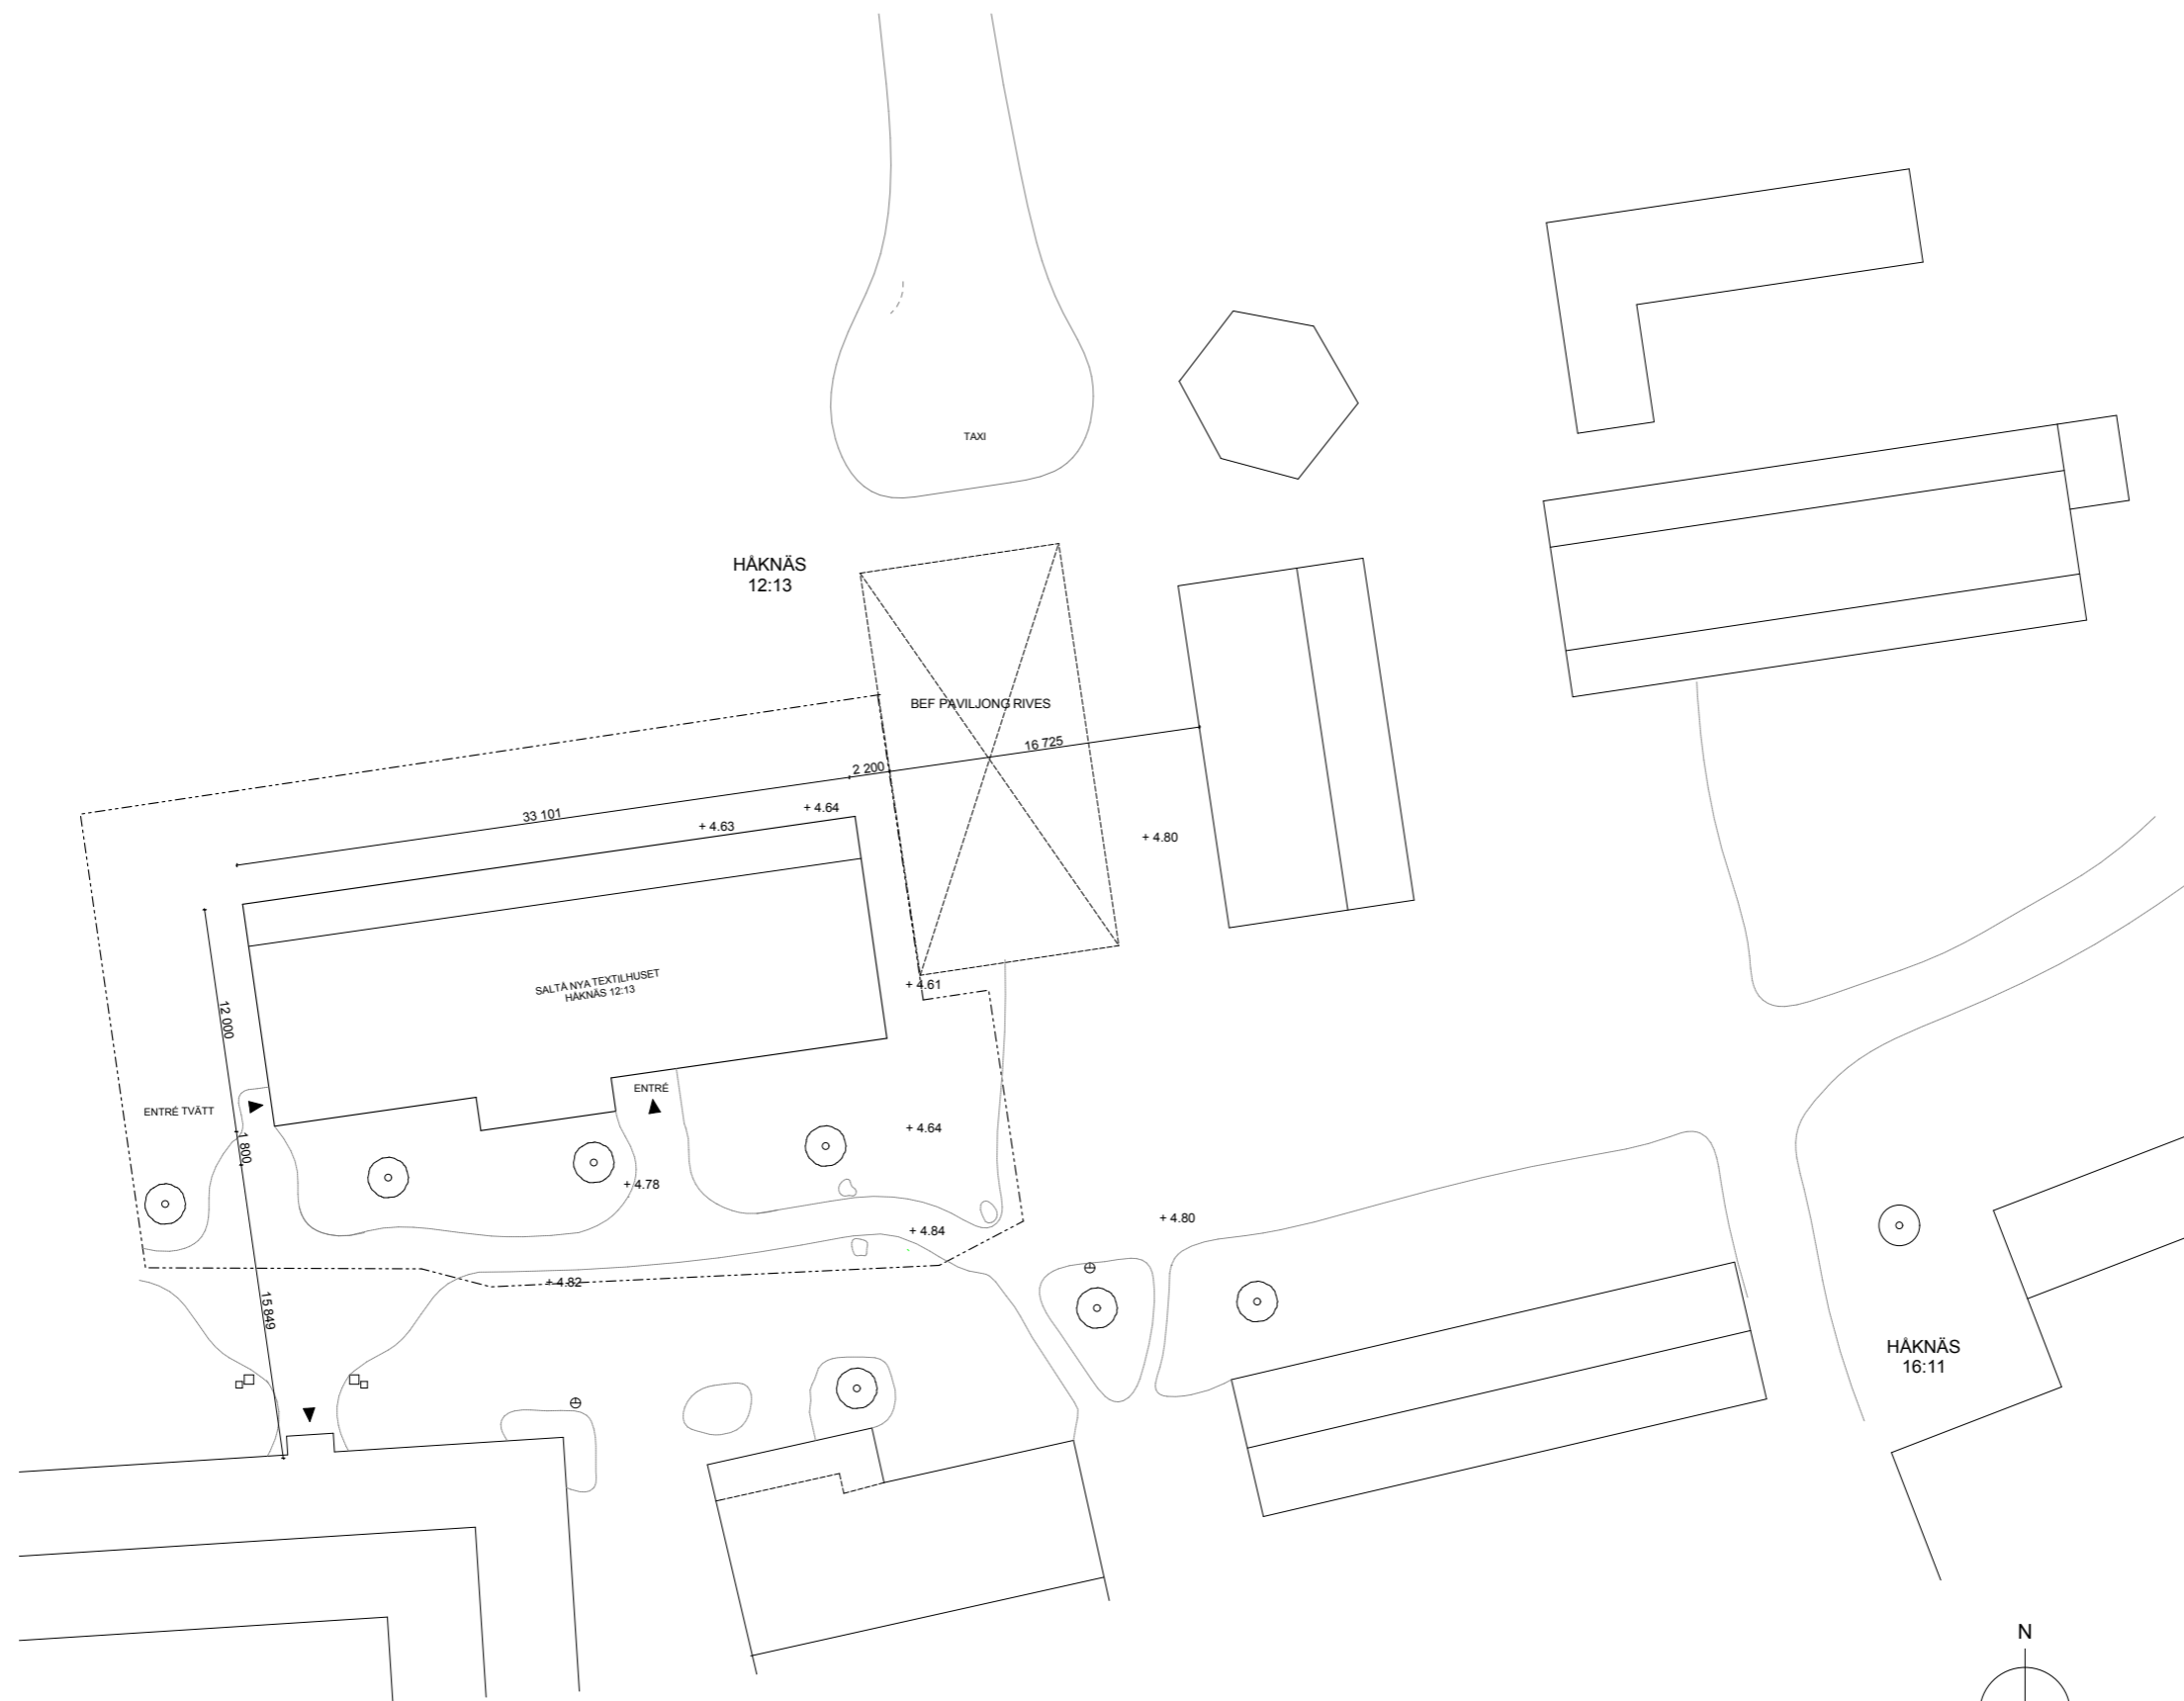 TAXI
HÅKNÄS
12:13
BEF PAVILJONG RIVES
16 725
2 200
33 101
+ 4.64
+ 4.63
+ 4.80
SALTÅ NYA TEXTILHUSET
HÅKNÄS 12:13
+ 4.61
12 000
ENTRÉ
ENTRÉ TVÄTT
+ 4.64
1 800
+ 4.78
+ 4.80
+ 4.84
+ 4.82
15 849
HÅKNÄS
16:11
N